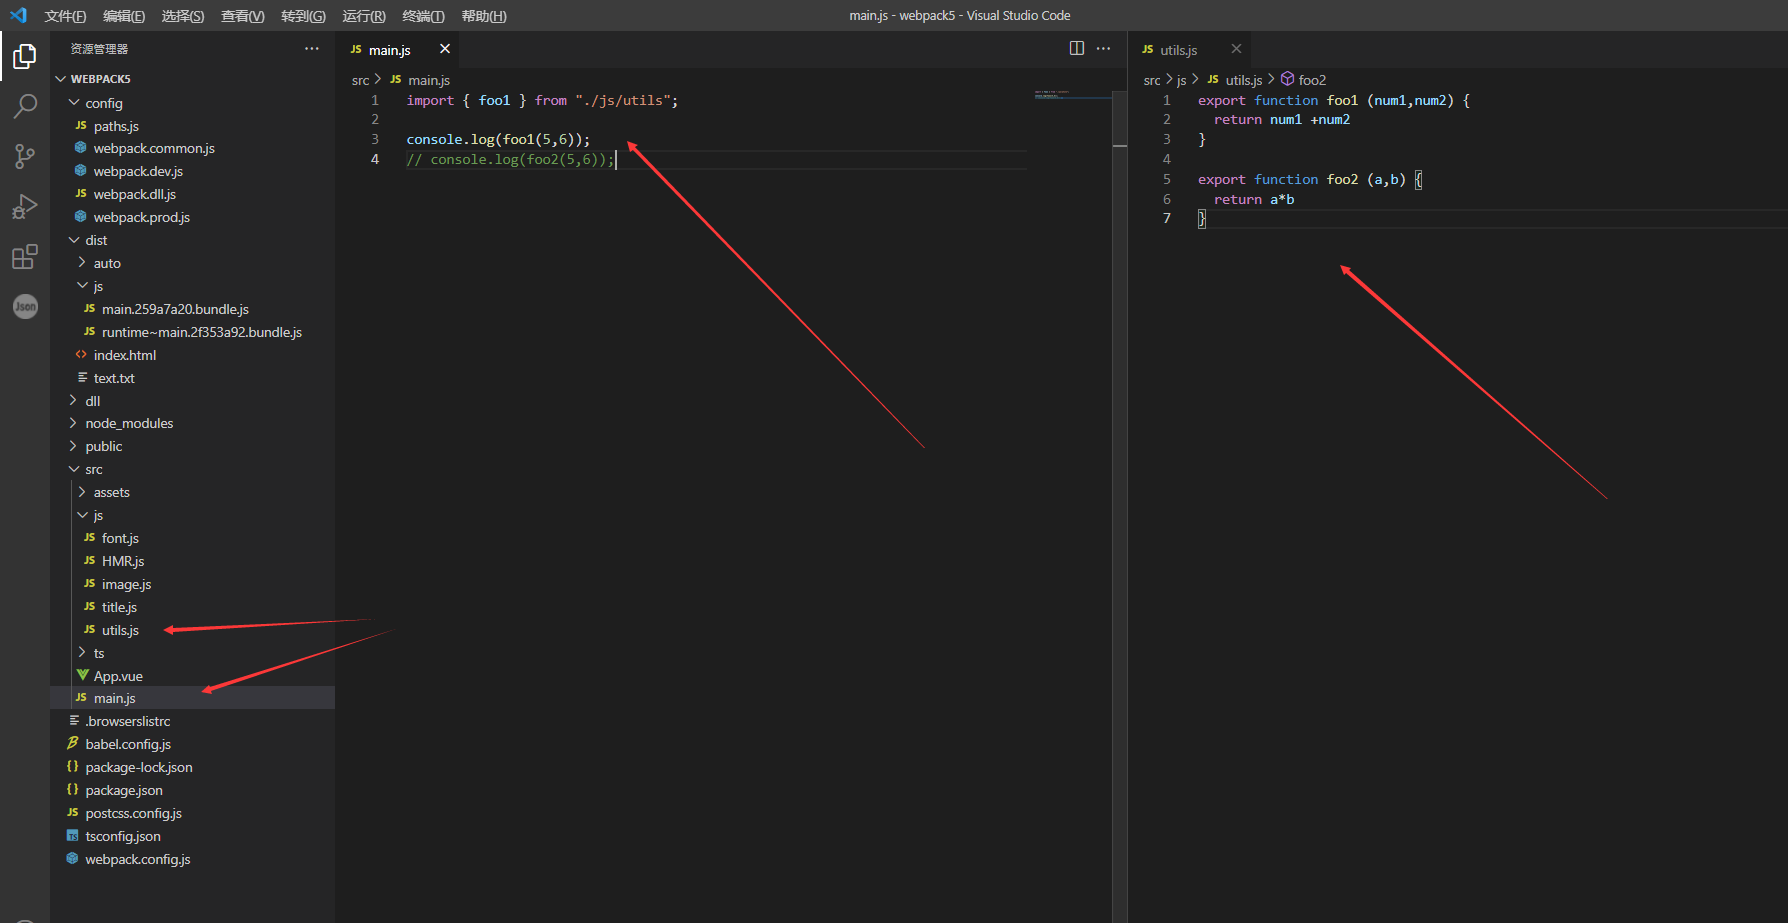 文件(F) 编辑(E) 选择(S) 查看(V) 转到(G) 运行(R) 终端(T) 帮助(H)
main.js - webpack5 - Visual Studio Code
资源管理器
WEBPACK5
config
JS paths.js
webpack.common.js
webpack.dev.js
JS webpack.dll.js
webpack.prod.js
dist
auto
js
JS main.259a7a20.bundle.js
JS runtime~main.2f353a92.bundle.js
<> index.html
text.txt
dll
node_modules
public
src
assets
js
JS font.js
JS HMR.js
JS image.js
JS title.js
JS utils.js
ts
App.vue
JS main.js
.browserslistrc
babel.config.js
{} package-lock.json
{} package.json
JS postcss.config.js
TS tsconfig.json
webpack.config.js
Json
JS main.js
src > JS main.js
1 import { foo1 } from "./js/utils";
2
3 console.log(foo1(5,6));
4 // console.log(foo2(5,6));
JS utils.js
src > js > JS utils.js > foo2
1 export function foo1 (num1,num2) {
2 return num1 +num2
3 }
4
5 export function foo2 (a,b) {
6 return a*b
7 }